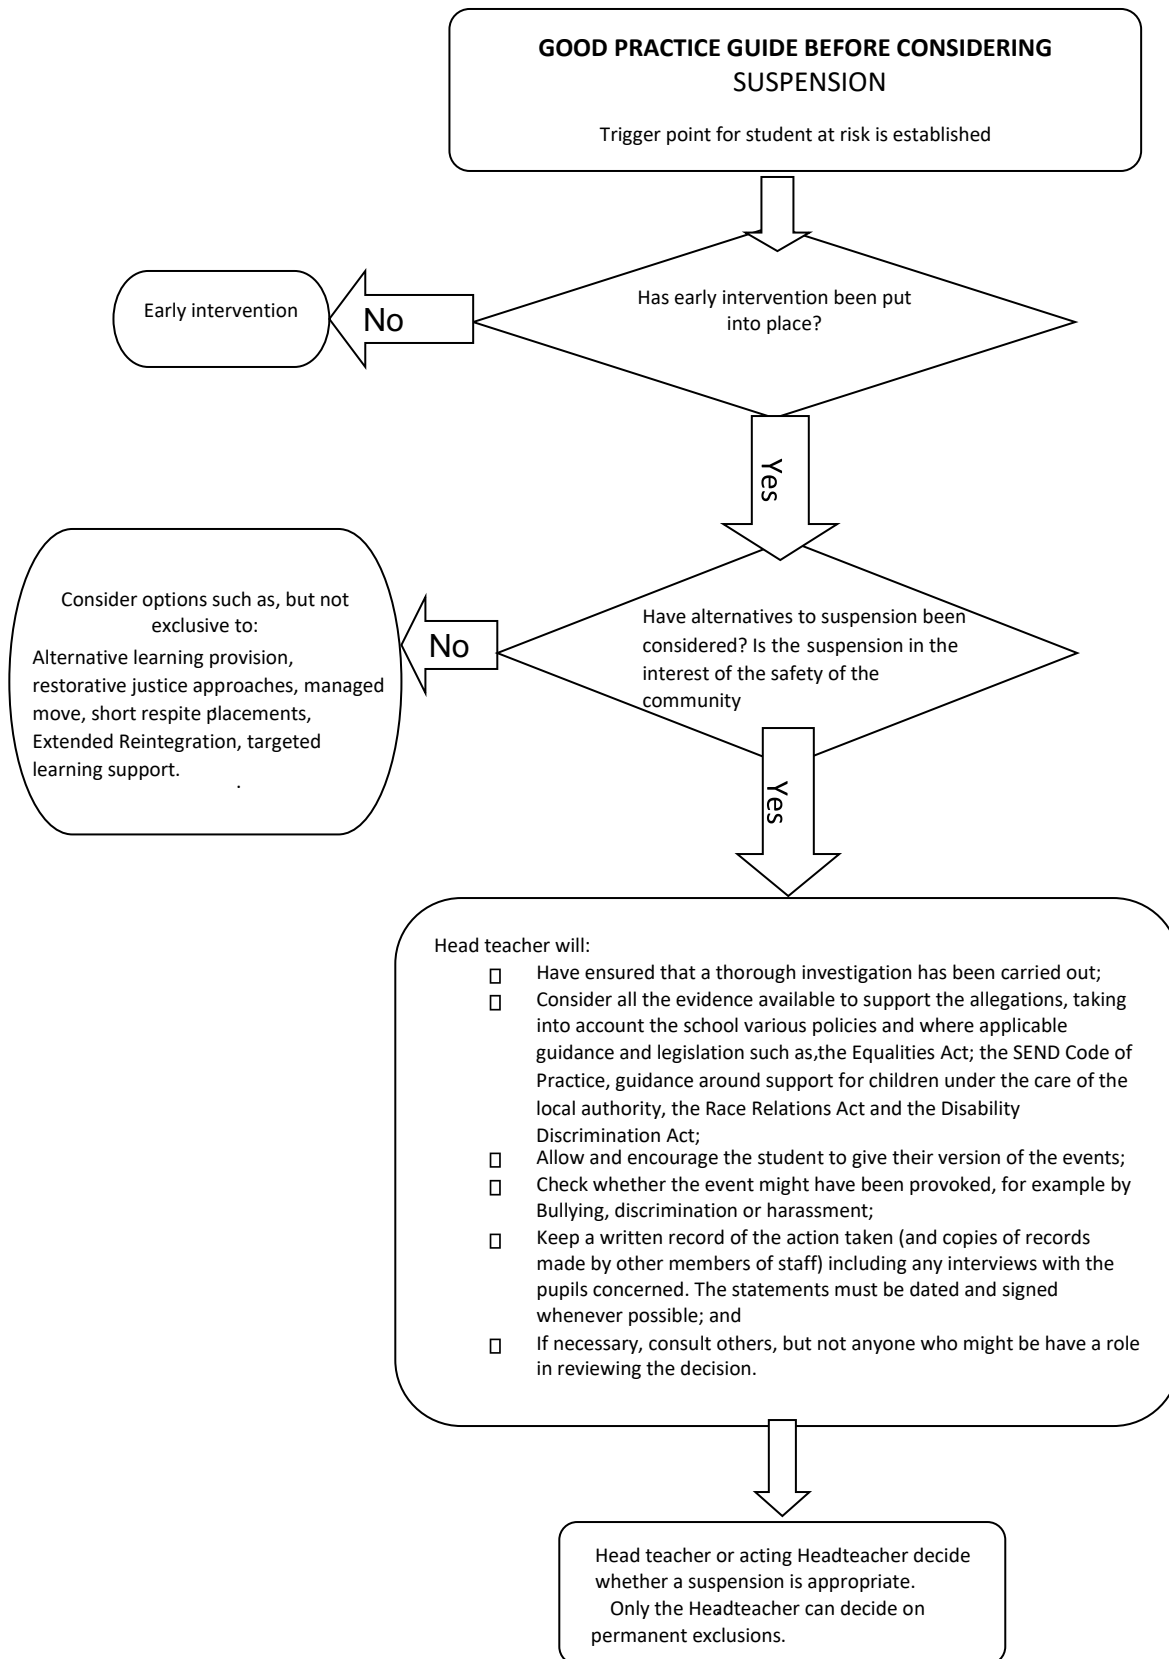 GOOD PRACTICE GUIDE BEFORE CONSIDERING
SUSPENSION
Trigger point for student at risk is established
Has early intervention been put
into place?
No
Early intervention
Yes
Have alternatives to suspension been
considered? Is the suspension in the
interest of the safety of the
community
No
Consider options such as, but not
exclusive to:
Alternative learning provision,
restorative justice approaches, managed
move, short respite placements,
Extended Reintegration, targeted
learning support.
.
Yes
Head teacher will:
Have ensured that a thorough investigation has been carried out;
Consider all the evidence available to support the allegations, taking
into account the school various policies and where applicable
guidance and legislation such as,the Equalities Act; the SEND Code of
Practice, guidance around support for children under the care of the
local authority, the Race Relations Act and the Disability
Discrimination Act;
Allow and encourage the student to give their version of the events;
Check whether the event might have been provoked, for example by
Bullying, discrimination or harassment;
Keep a written record of the action taken (and copies of records
made by other members of staff) including any interviews with the
pupils concerned. The statements must be dated and signed
whenever possible; and
If necessary, consult others, but not anyone who might be have a role
in reviewing the decision.
Head teacher or acting Headteacher decide
whether a suspension is appropriate.
Only the Headteacher can decide on
permanent exclusions.